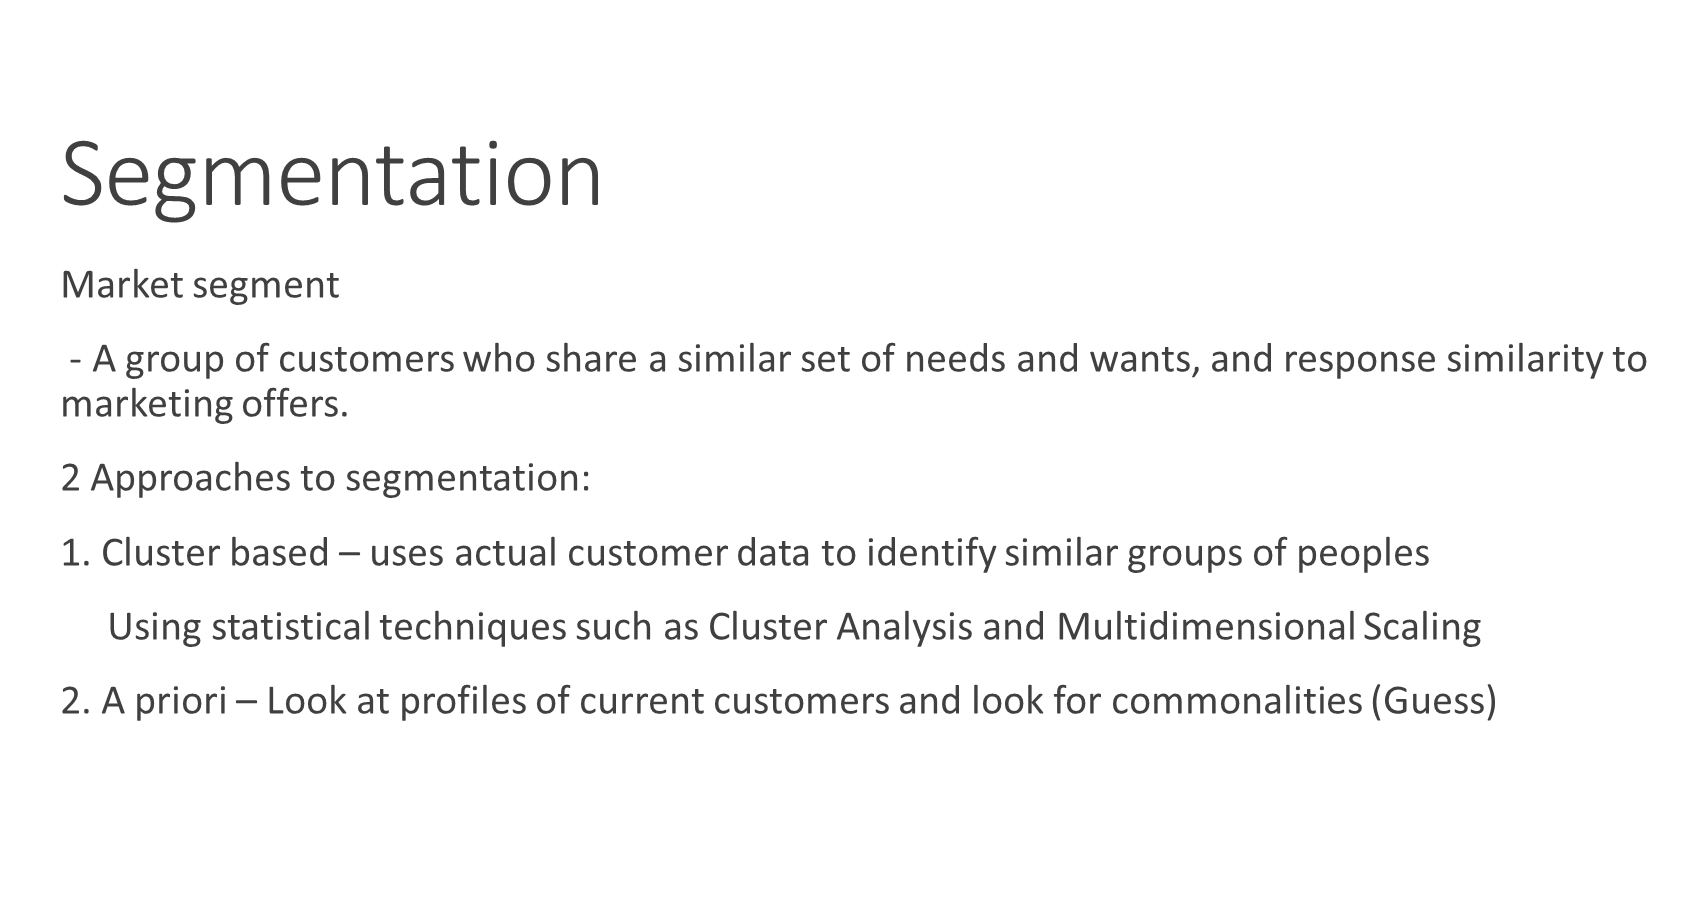 Segmentation
Market segment
- A group of customers who share a similar set of needs and wants, and response similarity to
marketing offers.
2 Approaches to segmentation:
1. Cluster based – uses actual customer data to identify similar groups of peoples
Using statistical techniques such as Cluster Analysis and Multidimensional Scaling
2. A priori – Look at profiles of current customers and look for commonalities (Guess)